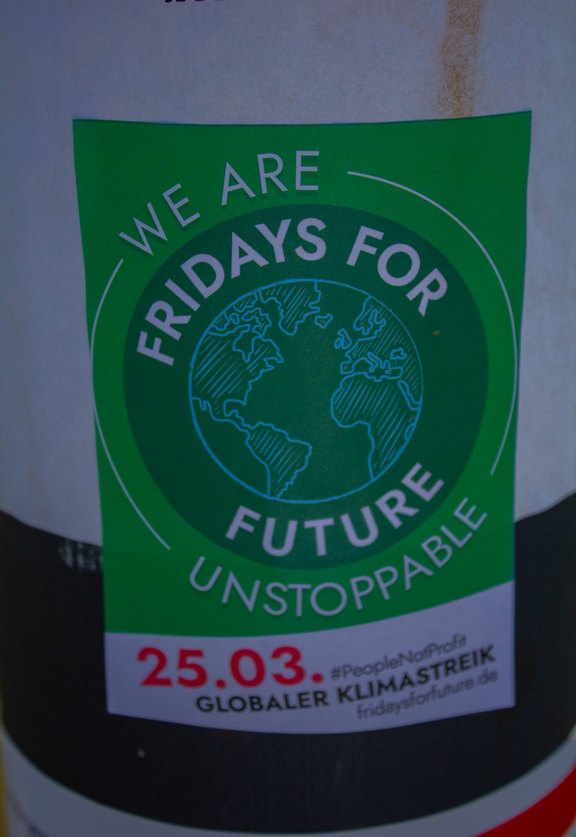 WE ARE
FRIDAYS FOR
FUTURE
UNSTOPPABLE
25.03.
#PeopleNotProfit
GLOBALER KLIMASTREIK
fridaysforfuture.de